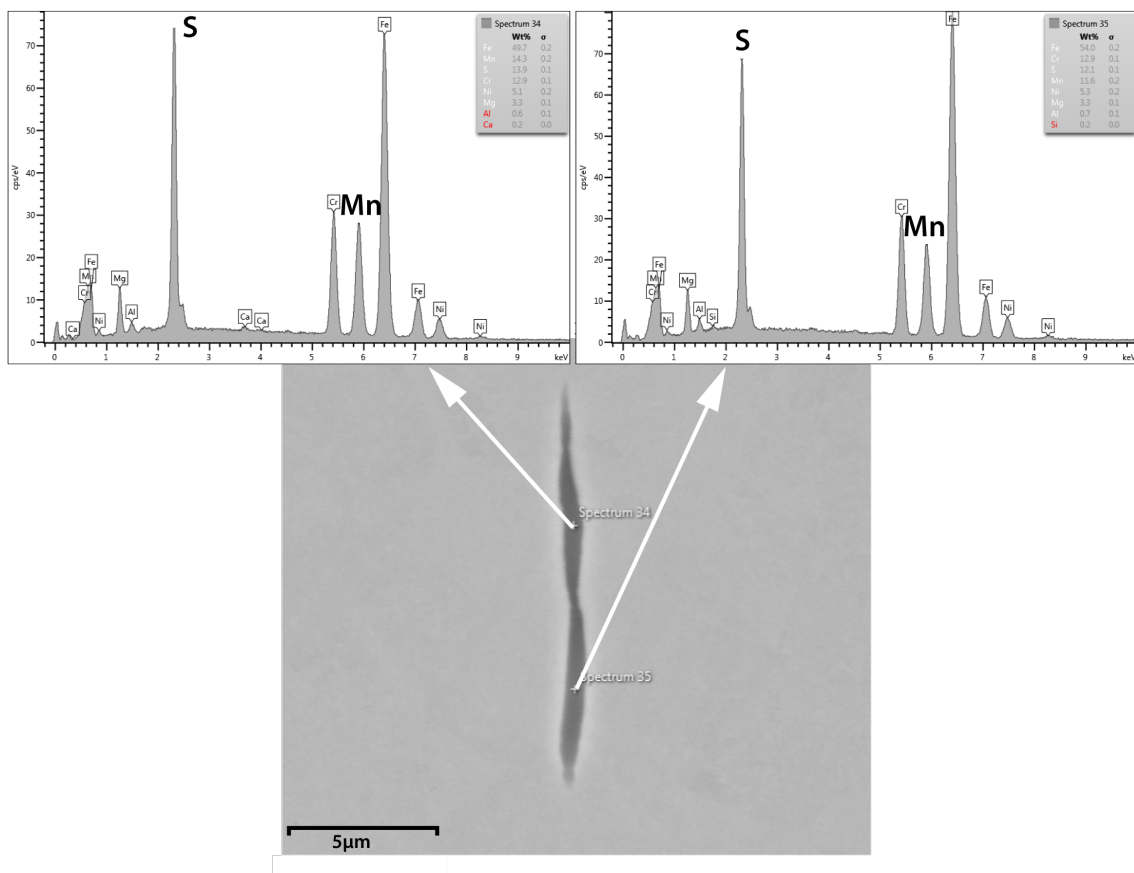 S
Spectrum 34
Wt% σ
Fe 49.7 0.2
Mn 14.3 0.2
S 13.9 0.1
Cr 12.9 0.1
Ni 5.1 0.2
Mg 3.3 0.1
Al 0.6 0.1
Ca 0.2 0.0
Fe
Cr
Mn
Fe
Mn
Cr
Ca
Ni
Mg
Al
Ca
Ca
Fe
Ni
Ni
cps/eV
70
60
50
40
30
20
10
0
0 1 2 3 4 5 6 7 8 9 keV
S
Spectrum 35
Wt% σ
Fe 54.0 0.2
Cr 12.9 0.1
S 12.1 0.1
Mn 11.6 0.2
Ni 5.3 0.2
Mg 3.3 0.1
Al 0.7 0.1
Si 0.2 0.0
Fe
Cr
Mn
Fe
Mn
Cr
Ni
Mg
Al
Si
Fe
Ni
Ni
cps/eV
70
60
50
40
30
20
10
0
0 1 2 3 4 5 6 7 8 9 keV
Spectrum 34
Spectrum 35
5μm